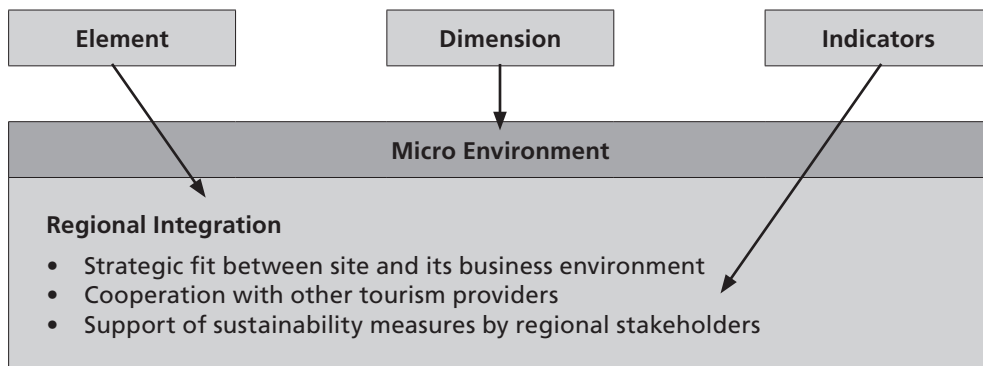 Element
Dimension
Indicators
Micro Environment
Regional Integration
• Strategic fit between site and its business environment
• Cooperation with other tourism providers
• Support of sustainability measures by regional stakeholders